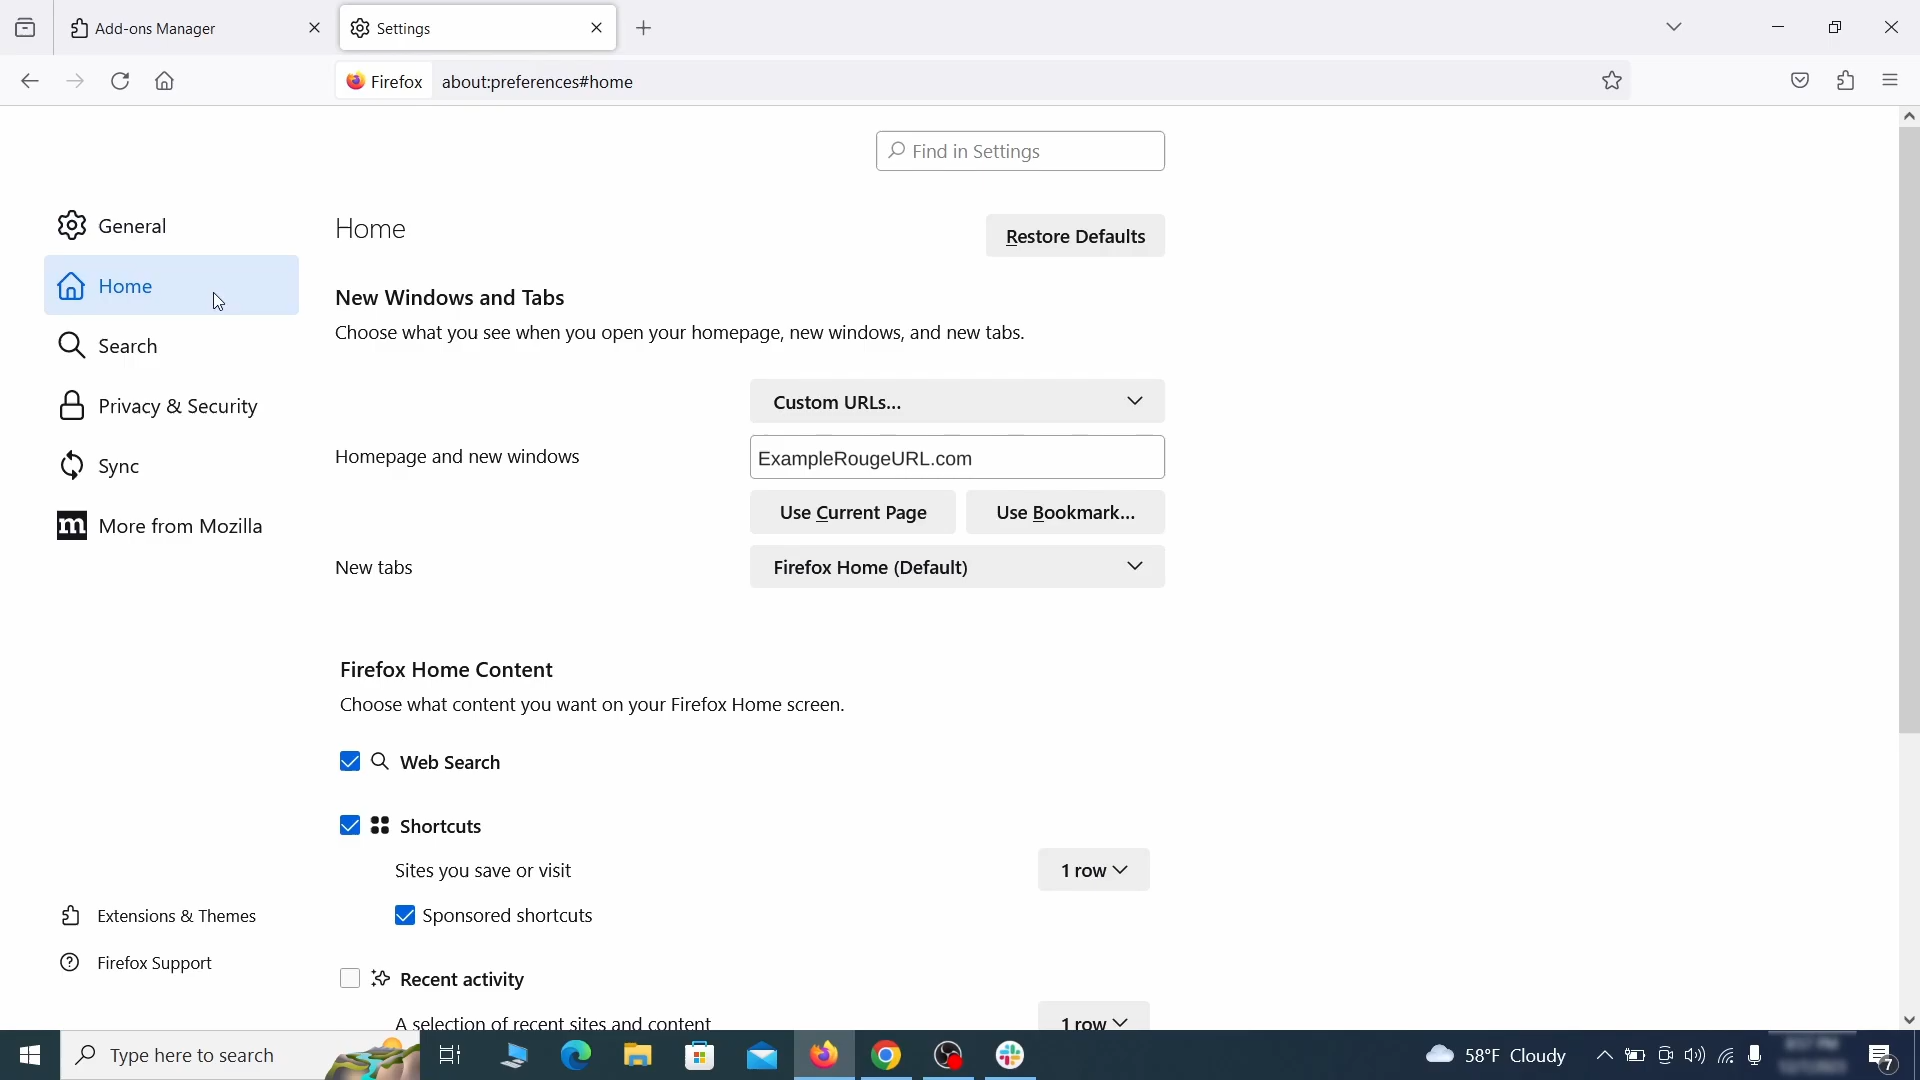 Add-ons Manager
Settings
Firefox
about:preferences#home
Find in Settings
General
Home
Search
Privacy & Security
Sync
More from Mozilla
Extensions & Themes
Firefox Support
Home
Restore Defaults
New Windows and Tabs
Choose what you see when you open your homepage, new windows, and new tabs.
Custom URLs...
Homepage and new windows
ExampleRougeURL.com
Use Current Page
Use Bookmark...
New tabs
Firefox Home (Default)
Firefox Home Content
Choose what content you want on your Firefox Home screen.
Web Search
Shortcuts
Sites you save or visit
1 row
Sponsored shortcuts
Recent activity
A selection of recent sites and content
1 row
Type here to search
58°F Cloudy
7